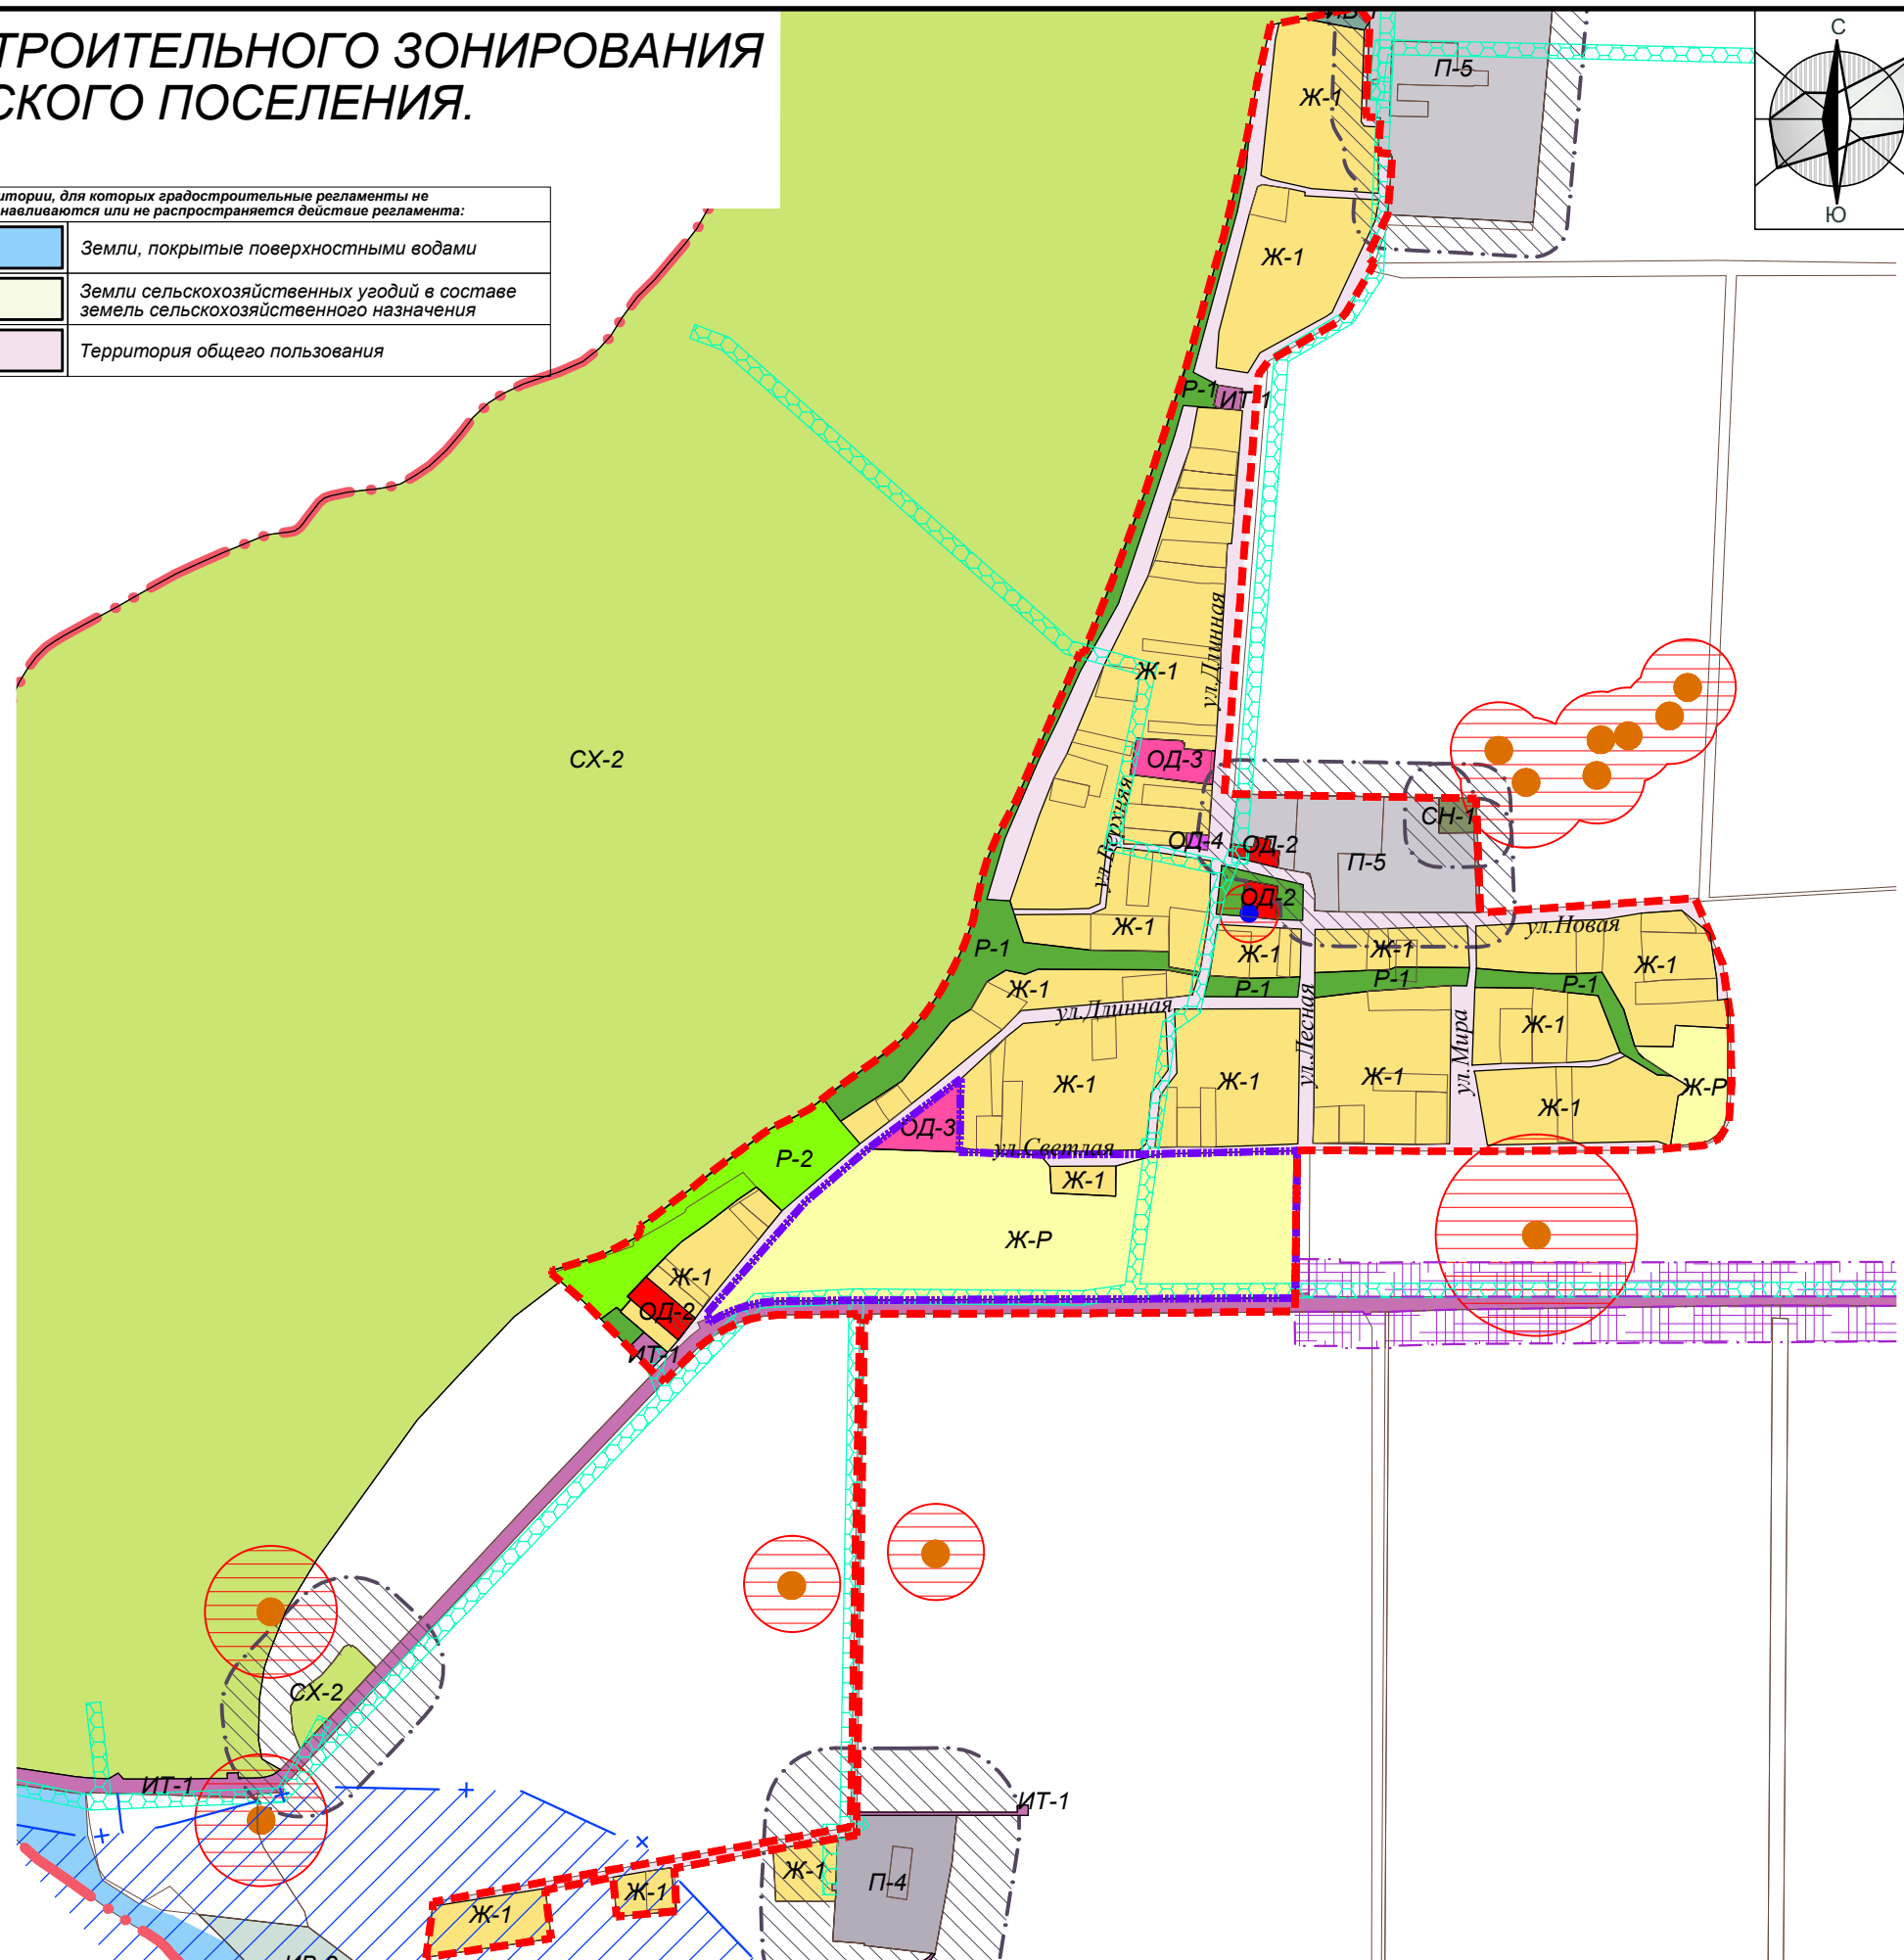 ТРОИТЕЛЬНОГО ЗОНИРОВАНИЯ
СКОГО ПОСЕЛЕНИЯ.
итории, для которых градостроительные регламенты не
навливаются или не распространяется действие регламента:
Земли, покрытые поверхностными водами
Земли сельскохозяйственных угодий в составе
земель сельскохозяйственного назначения
Территория общего пользования
С
Ю
П-5
Ж-1
Ж-1
Р-1
ИТ-1
ул.Длинная
Ж-1
СХ-2
ОД-3
ул.Верхняя
СН-1
ОД-4
ОД-2
П-5
ОД-2
ул.Новая
Ж-1
Р-1
Ж-1
Ж-1
Ж-1
Ж-1
Р-1
Р-1
Р-1
ул.Длинная
Ж-1
ул.Лесная
ул.Мира
Ж-1
Ж-1
Ж-1
Ж-Р
Ж-1
ОД-3
ул.Светлая
Р-2
Ж-1
Ж-Р
Ж-1
ОД-2
ИТ-1
СХ-2
ИТ-1
ИТ-1
Ж-1
П-4
Ж-1
Ж-1